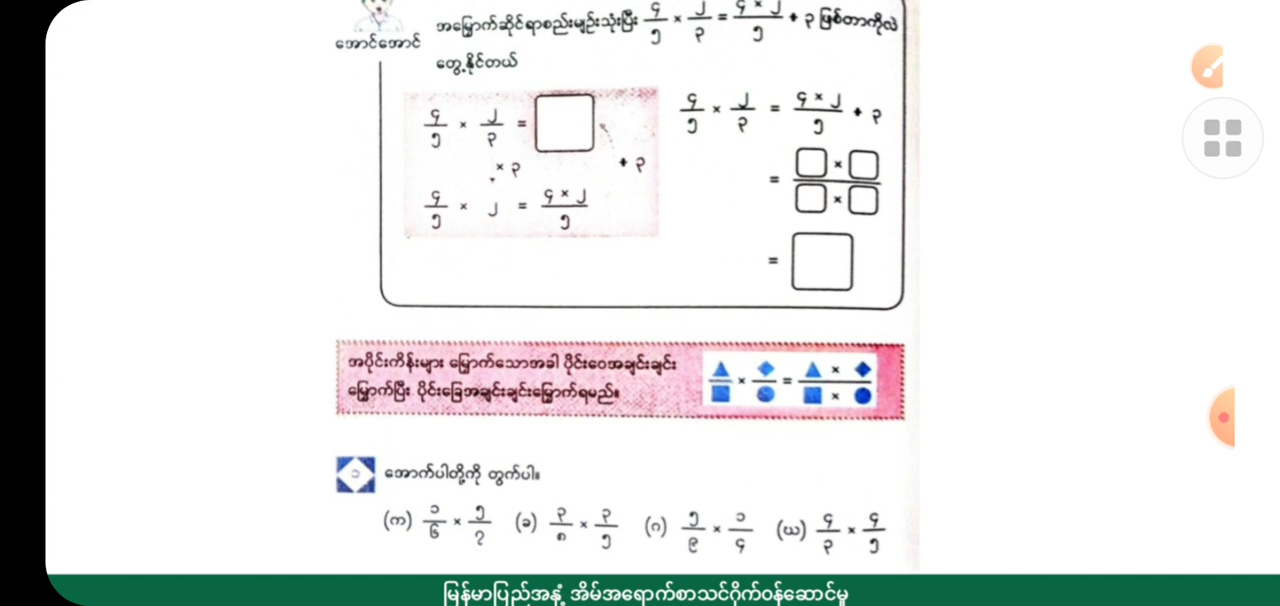 အောင်အောင်
အမြှောက်ဆိုင်ရာစည်းမျဉ်းသုံးပြီး ၄/၅ × ၂/၃ = ၄ × ၂/၅ ÷ ၃ ဖြစ်တာကိုလဲ
တွေ့နိုင်တယ်
၄/၅ × ၂/၃ = □
× ၃ ÷ ၃
၄/၅ × ၂ = ၄ × ၂/၅
၄/၅ × ၂/၃ = ၄ × ၂/၅ ÷ ၃
= □ × □/□ × □
= □
အပိုင်းကိန်းများ မြှောက်သောအခါ ပိုင်းဝေအချင်းချင်း
မြှောက်ပြီး ပိုင်းခြေအချင်းချင်းမြှောက်ရမည်။
▲/■ × ◆/● = ▲ × ◆/■ × ●
၁ အောက်ပါတို့ကို တွက်ပါ။
(က) ၁/၆ × ၅/၇ (ခ) ၃/၈ × ၃/၅ (ဂ) ၅/၉ × ၁/၄ (ဃ) ၄/၃ × ၄/၅
မြန်မာပြည်အနှံ့ အိမ်အရောက်စာသင်ဝိုက်ဝန်ဆောင်မှု